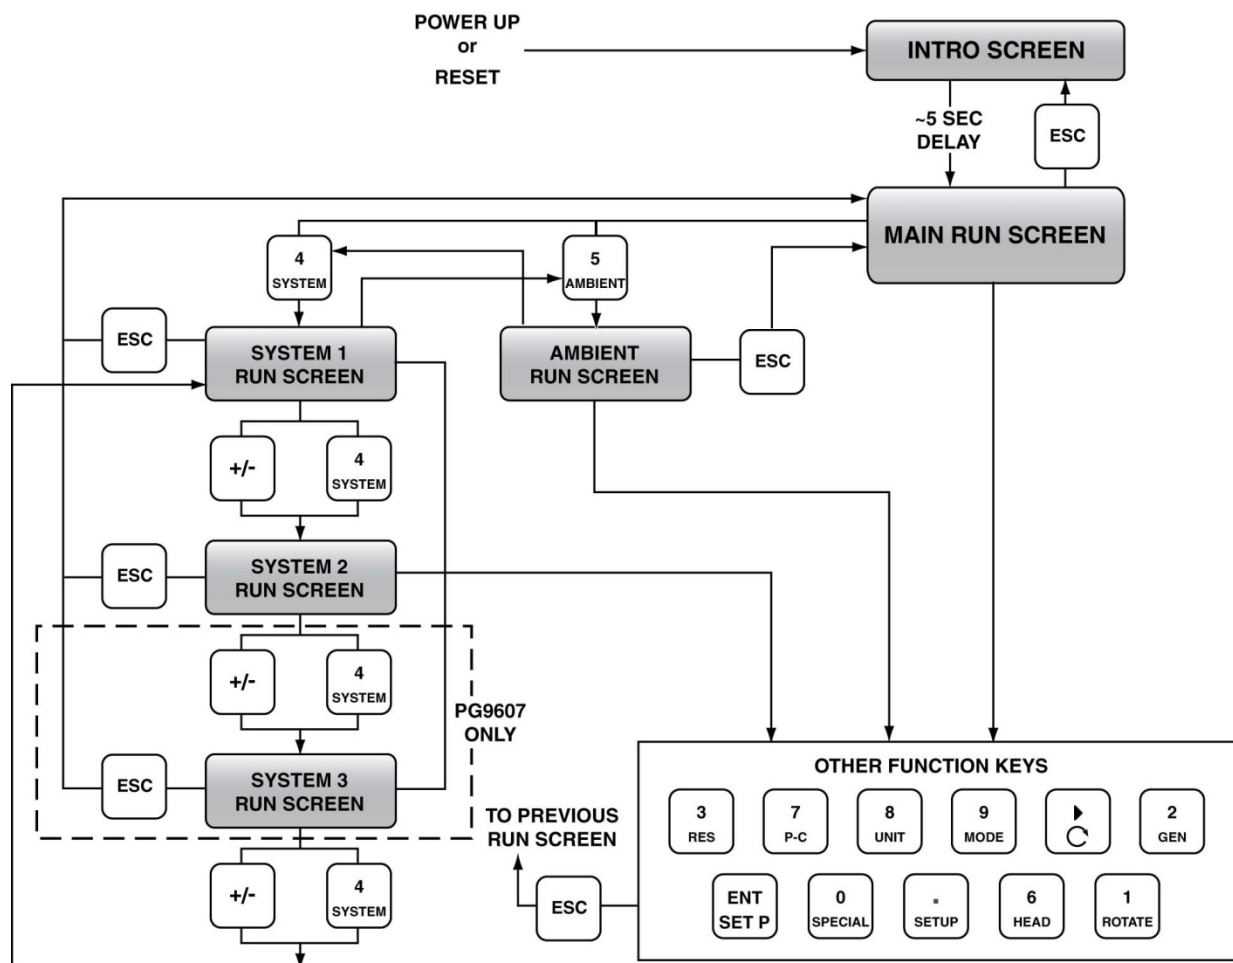 POWER UP
or
RESET
INTRO SCREEN
~5 SEC
DELAY
ESC
MAIN RUN SCREEN
4
SYSTEM
5
AMBIENT
ESC
SYSTEM 1
RUN SCREEN
AMBIENT
RUN SCREEN
ESC
+/-
4
SYSTEM
ESC
SYSTEM 2
RUN SCREEN
+/-
4
SYSTEM
PG9607
ONLY
ESC
SYSTEM 3
RUN SCREEN
+/-
4
SYSTEM
TO PREVIOUS
RUN SCREEN
ESC
OTHER FUNCTION KEYS
3
RES
7
P-C
8
UNIT
9
MODE
2
GEN
ENT
SET P
0
SPECIAL
.
SETUP
6
HEAD
1
ROTATE